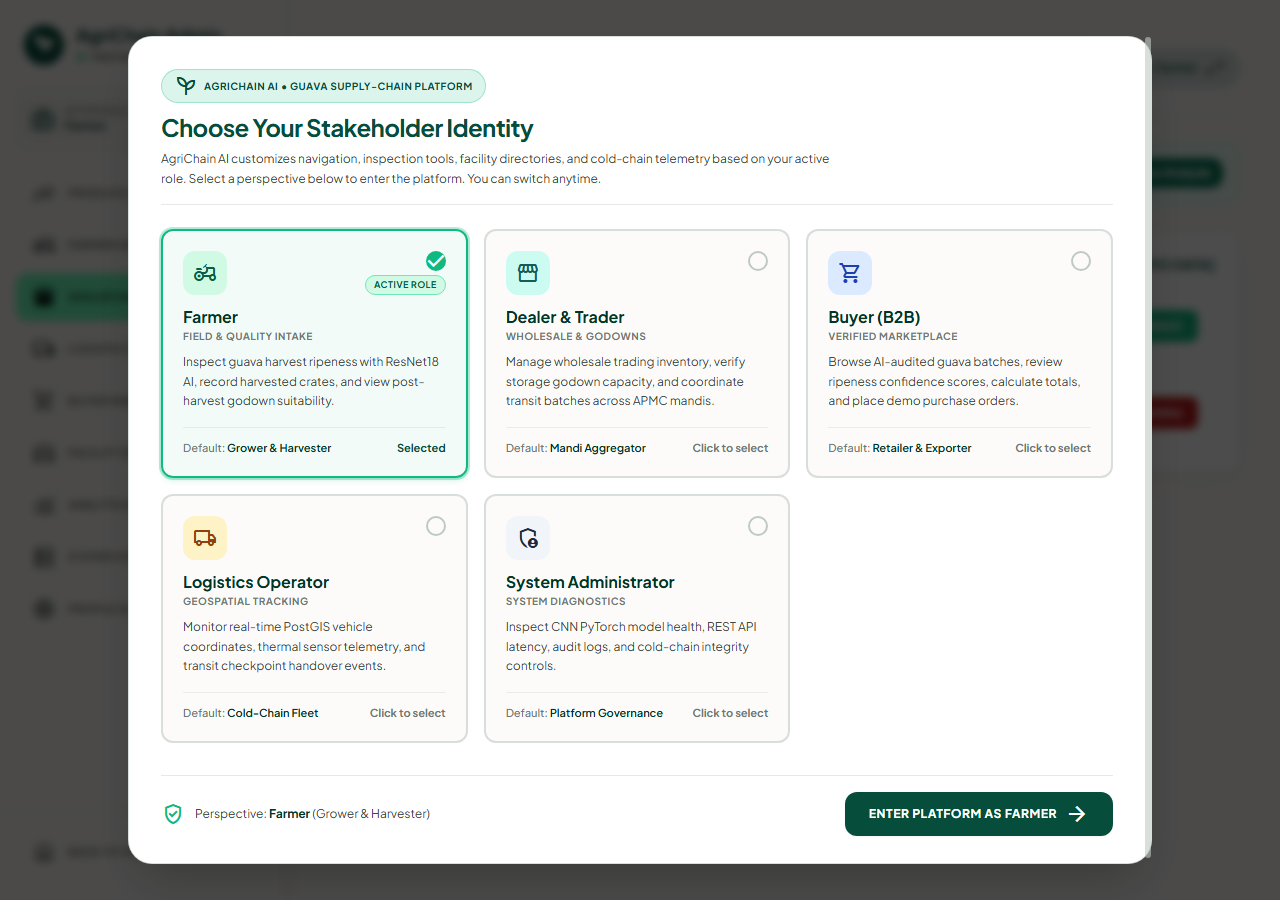 AGRICHAIN AI • GUAVA SUPPLY-CHAIN PLATFORM
Choose Your Stakeholder Identity
AgriChain AI customizes navigation, inspection tools, facility directories, and cold-chain telemetry based on your active
role. Select a perspective below to enter the platform. You can switch anytime.
ACTIVE ROLE
Farmer
FIELD & QUALITY INTAKE
Inspect guava harvest ripeness with ResNet18
AI, record harvested crates, and view post-
harvest godown suitability.
Default: Grower & Harvester
Selected
Dealer & Trader
WHOLESALE & GODOWNS
Manage wholesale trading inventory, verify
storage godown capacity, and coordinate
transit batches across APMC mandis.
Default: Mandi Aggregator
Click to select
Buyer (B2B)
VERIFIED MARKETPLACE
Browse AI-audited guava batches, review
ripeness confidence scores, calculate totals,
and place demo purchase orders.
Default: Retailer & Exporter
Click to select
Logistics Operator
GEOSPATIAL TRACKING
Monitor real-time PostGIS vehicle
coordinates, thermal sensor telemetry, and
transit checkpoint handover events.
Default: Cold-Chain Fleet
Click to select
System Administrator
SYSTEM DIAGNOSTICS
Inspect CNN PyTorch model health, REST API
latency, audit logs, and cold-chain integrity
controls.
Default: Platform Governance
Click to select
Perspective: Farmer (Grower & Harvester)
ENTER PLATFORM AS FARMER